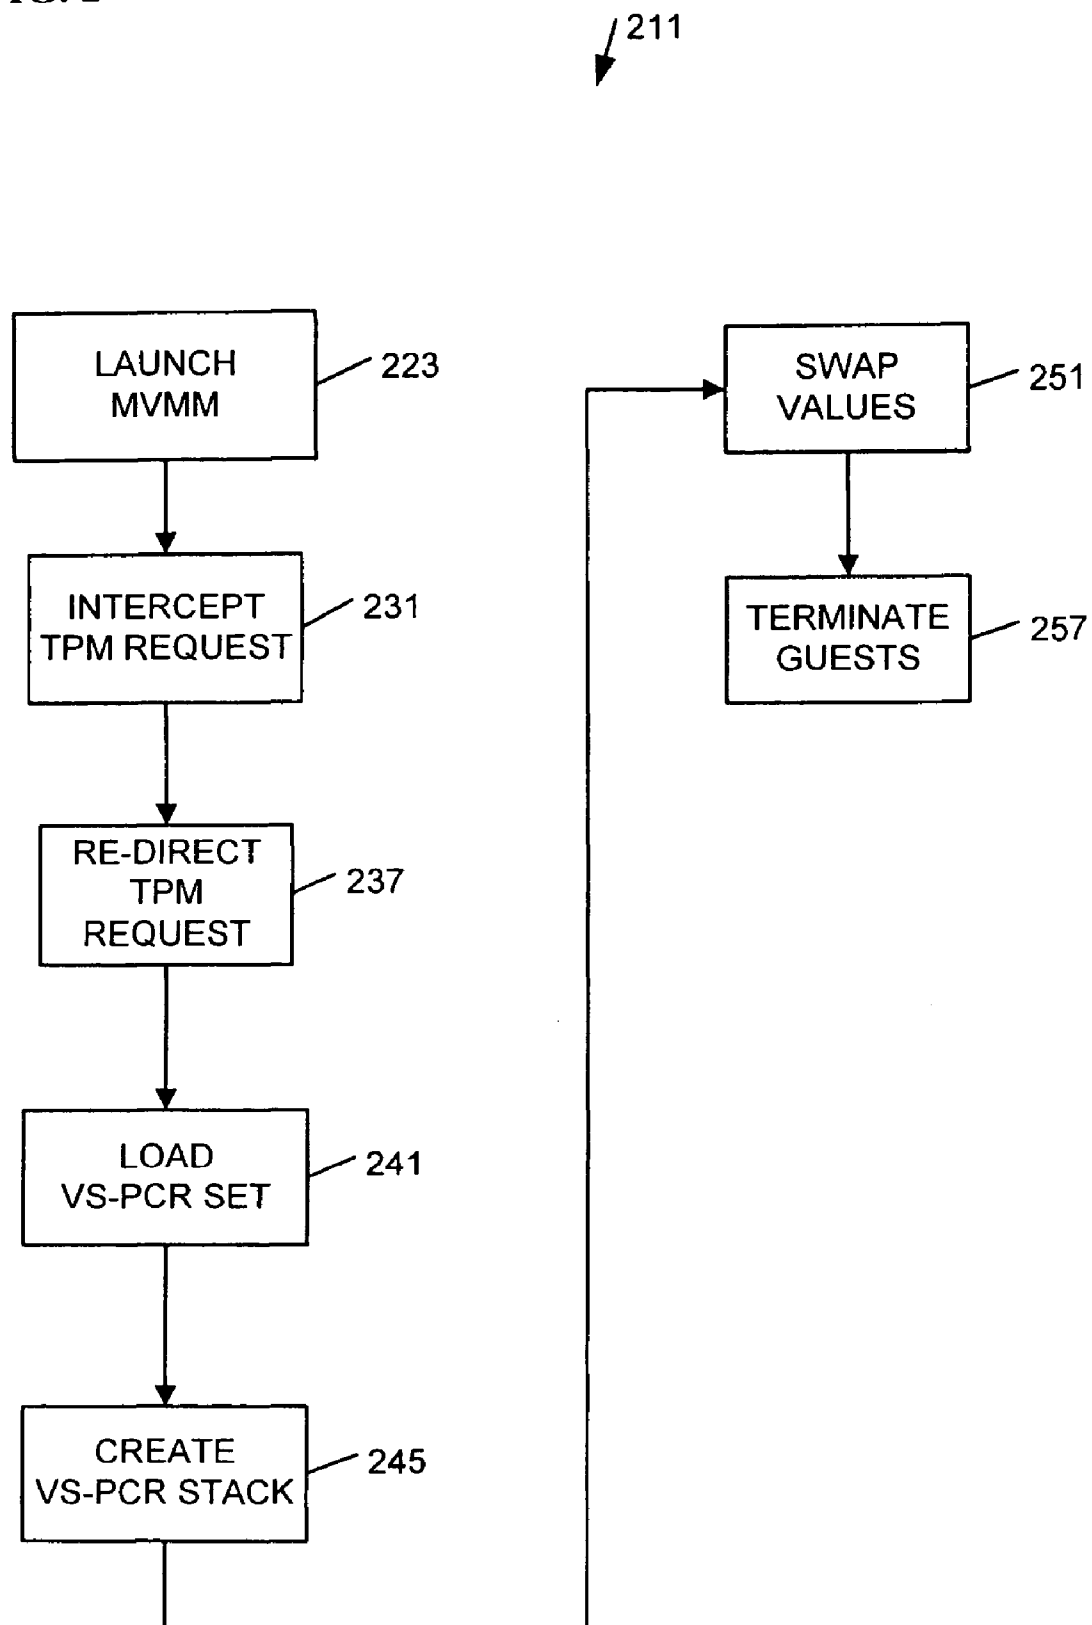 211
LAUNCH
MVMM
223
INTERCEPT
TPM REQUEST
231
RE-DIRECT
TPM
REQUEST
237
LOAD
VS-PCR SET
241
CREATE
VS-PCR STACK
245
SWAP
VALUES
251
TERMINATE
GUESTS
257